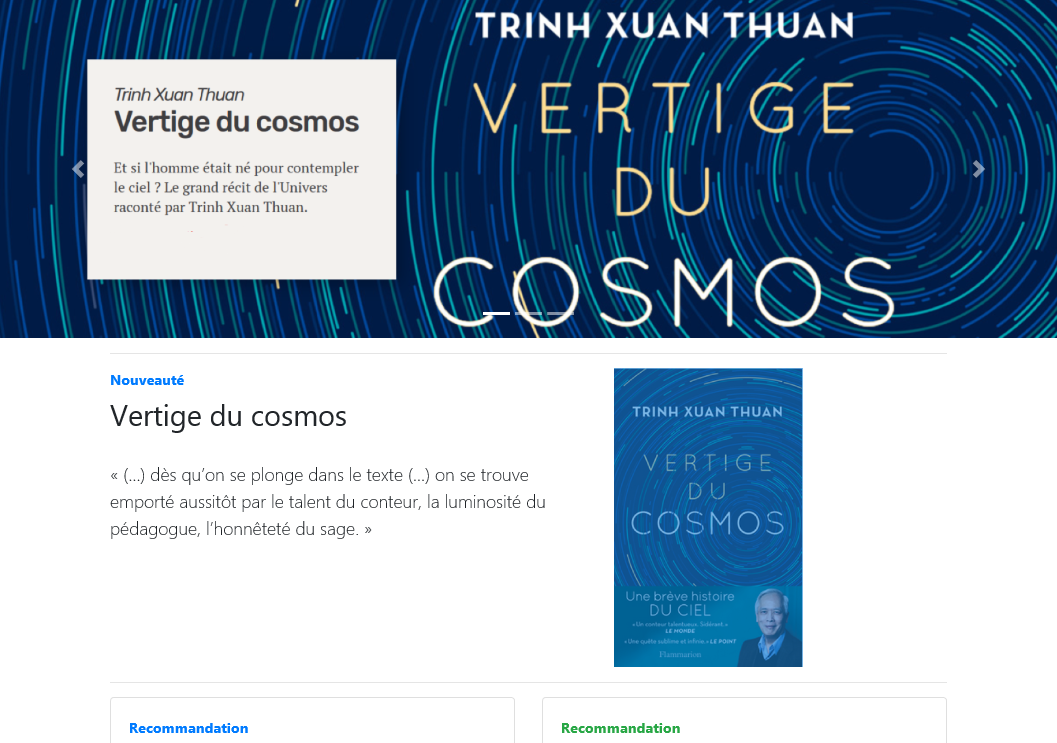 TRINH XUAN THUAN
VERTIGE
DU
COSMOS
Trinh Xuan Thuan
Vertige du cosmos
Et si l'homme était né pour contempler
le ciel ? Le grand récit de l'Univers
raconté par Trinh Xuan Thuan.
Nouveauté
Vertige du cosmos
« (...) dès qu’on se plonge dans le texte (...) on se trouve
emporté aussitôt par le talent du conteur, la luminosité du
pédagogue, l’honnêteté du sage. »
TRINH XUAN THUAN
VERTIGE
DU
COSMOS
Une brève histoire
DU CIEL
«Un conteur talentueux. Sidérant.»
LE MONDE
«Une quête sublime et infinie.» LE POINT
Flammarion
Recommandation
Recommandation